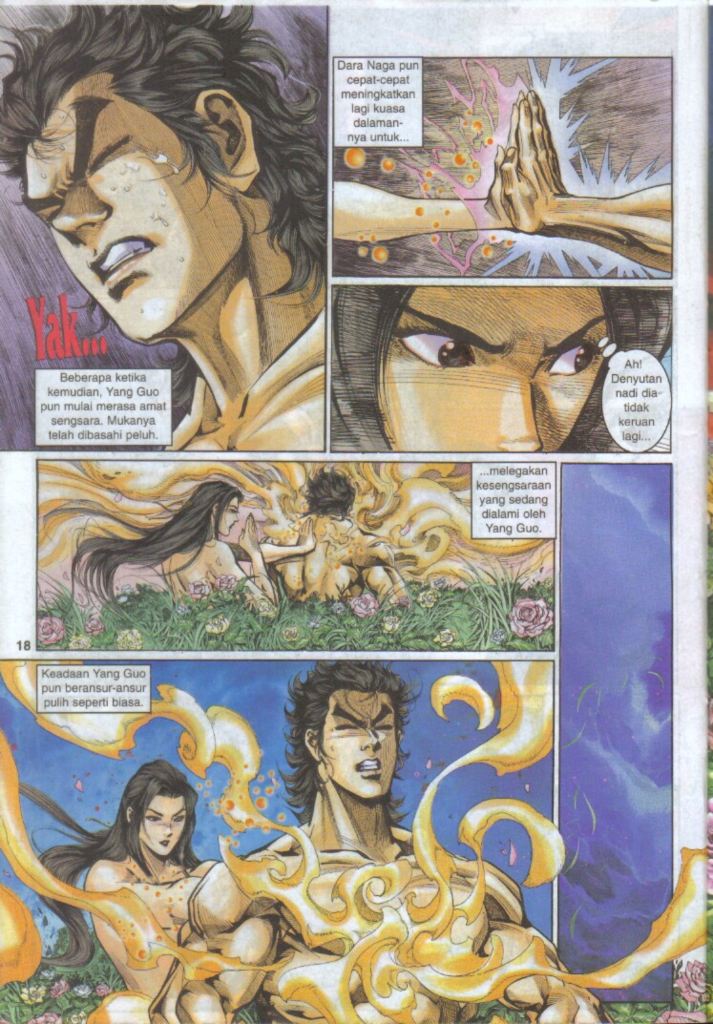 Yak...
Beberapa ketika
kemudian, Yang Guo
pun mulai merasa amat
sengsara. Mukanya
telah dibasahi peluh.
Dara Naga pun
cepat-cepat
meningkatkan
lagi kuasa
dalaman-
nya untuk...
Ah!
Denyutan
nadi dia-
tidak
keruan
lagi...
...melegakan
kesengsaraan
yang sedang
dialami oleh
Yang Guo.
18
Keadaan Yang Guo
pun beransur-ansur
pulih seperti biasa.